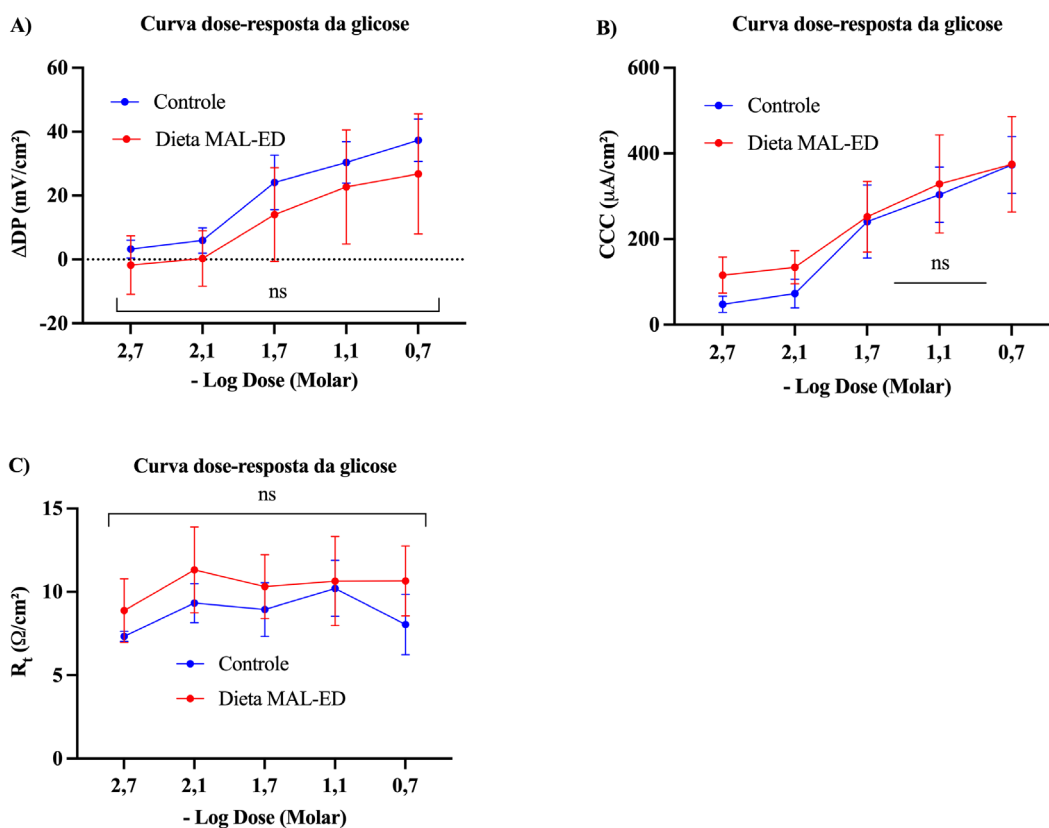 A)
Curva dose-resposta da glicose
60
40
20
0
-20
ΔDP (mV/cm²)
Controle
Dieta MAL-ED
ns
2,7 2,1 1,7 1,1 0,7
- Log Dose (Molar)
B)
Curva dose-resposta da glicose
600
400
200
0
CCC (µA/cm²)
Controle
Dieta MAL-ED
ns
2,7 2,1 1,7 1,1 0,7
- Log Dose (Molar)
C)
Curva dose-resposta da glicose
ns
15
10
5
0
Rt (Ω/cm²)
Controle
Dieta MAL-ED
2,7 2,1 1,7 1,1 0,7
- Log Dose (Molar)